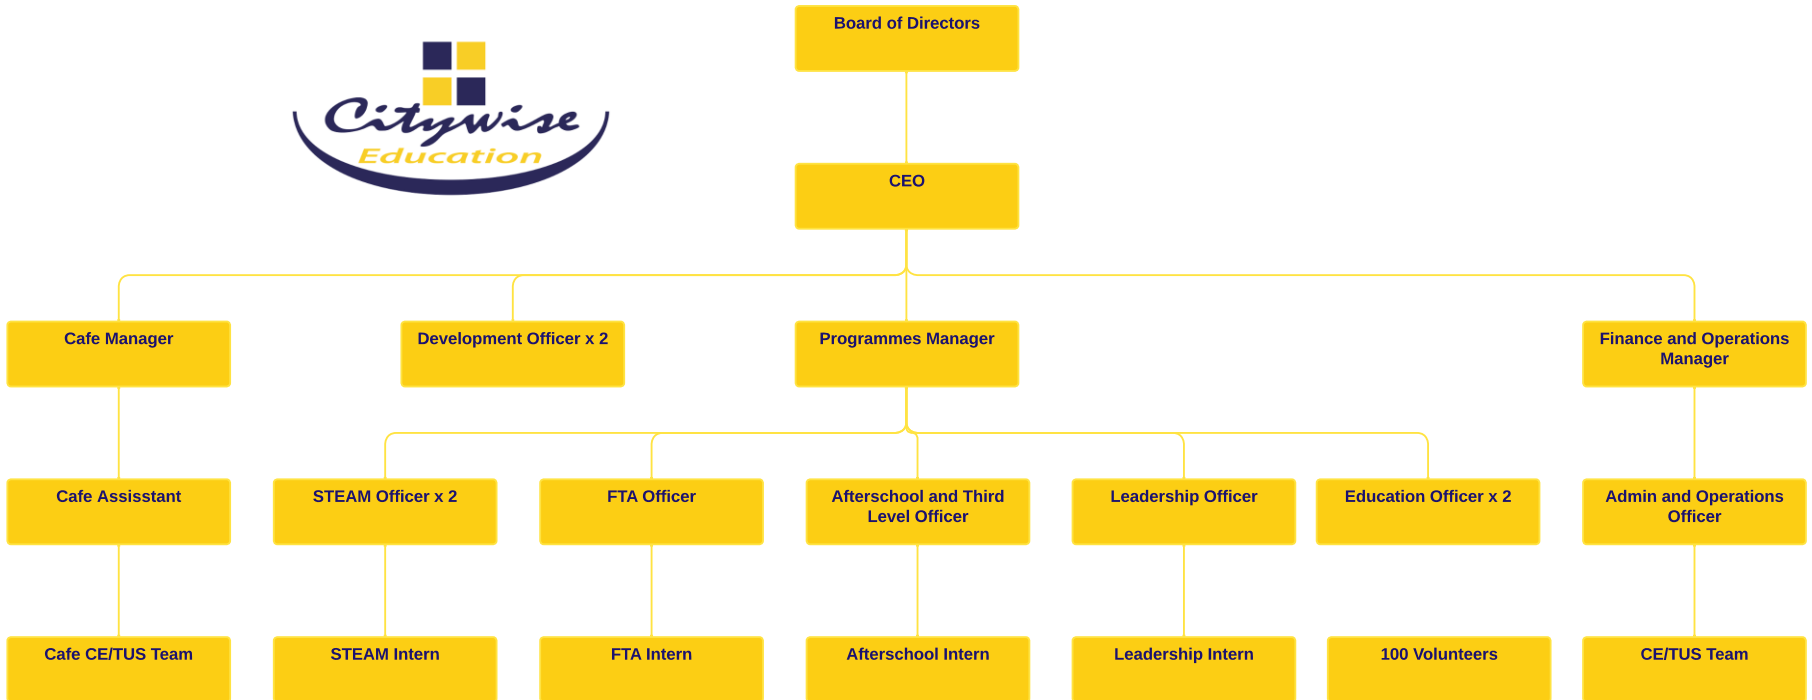 Board of Directors
Citywise
Education
CEO
Cafe Manager
Development Officer x 2
Programmes Manager
Finance and Operations
Manager
Cafe Assisstant
STEAM Officer x 2
FTA Officer
Afterschool and Third
Level Officer
Leadership Officer
Education Officer x 2
Admin and Operations
Officer
Cafe CE/TUS Team
STEAM Intern
FTA Intern
Afterschool Intern
Leadership Intern
100 Volunteers
CE/TUS Team